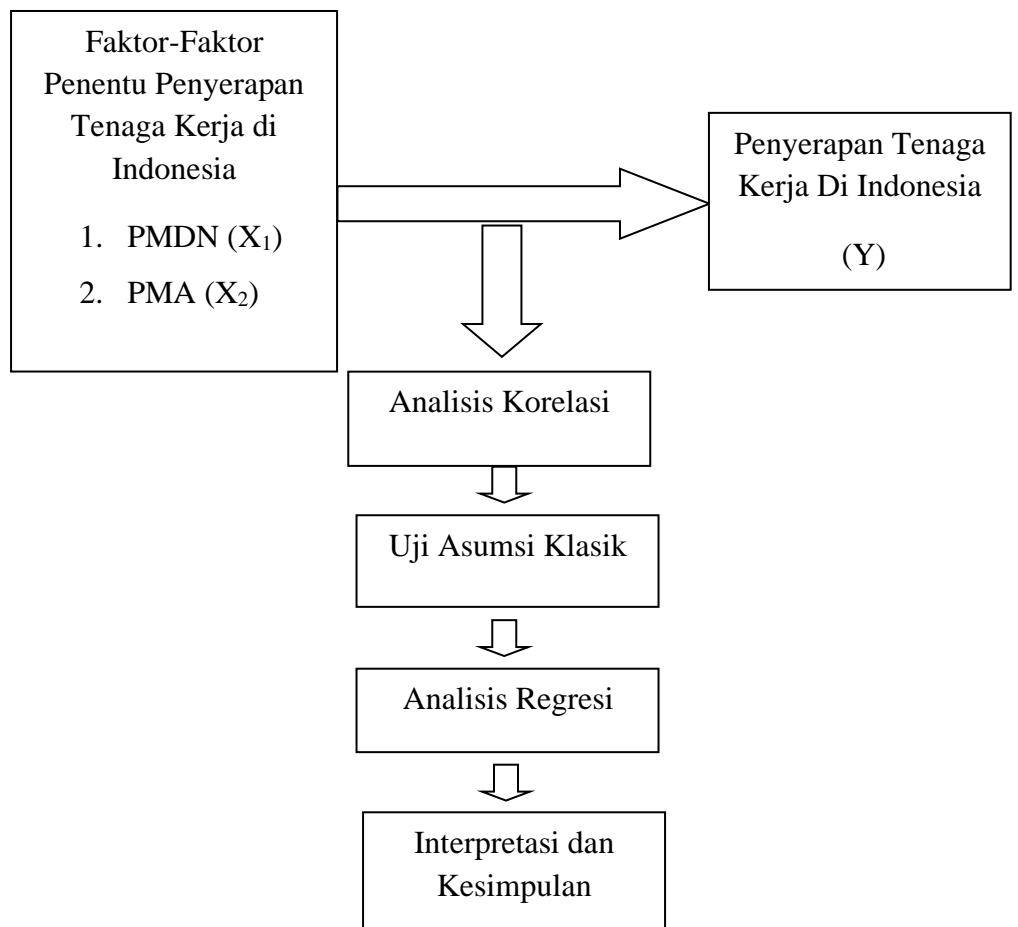 Faktor-Faktor
Penentu Penyerapan
Tenaga Kerja di
Indonesia
1. PMDN (X₁)
2. PMA (X₂)
Penyerapan Tenaga
Kerja Di Indonesia
(Y)
Analisis Korelasi
Uji Asumsi Klasik
Analisis Regresi
Interpretasi dan
Kesimpulan